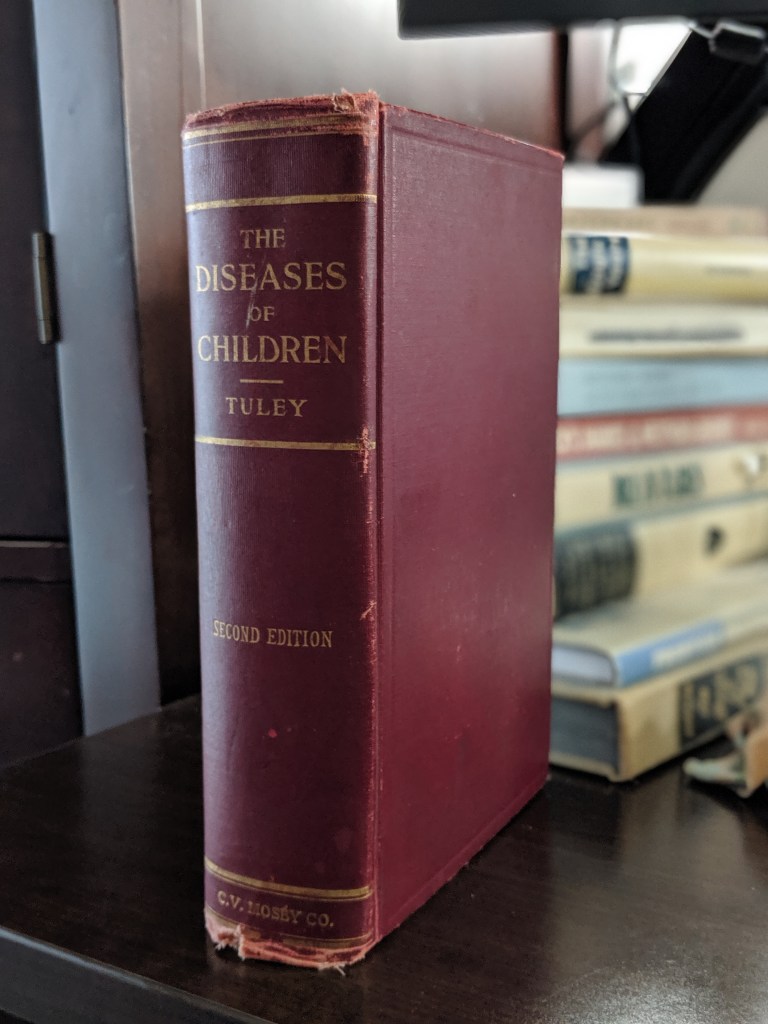 THE
DISEASES
OF
CHILDREN
TULEY
SECOND EDITION
C.V. MOSBY CO.